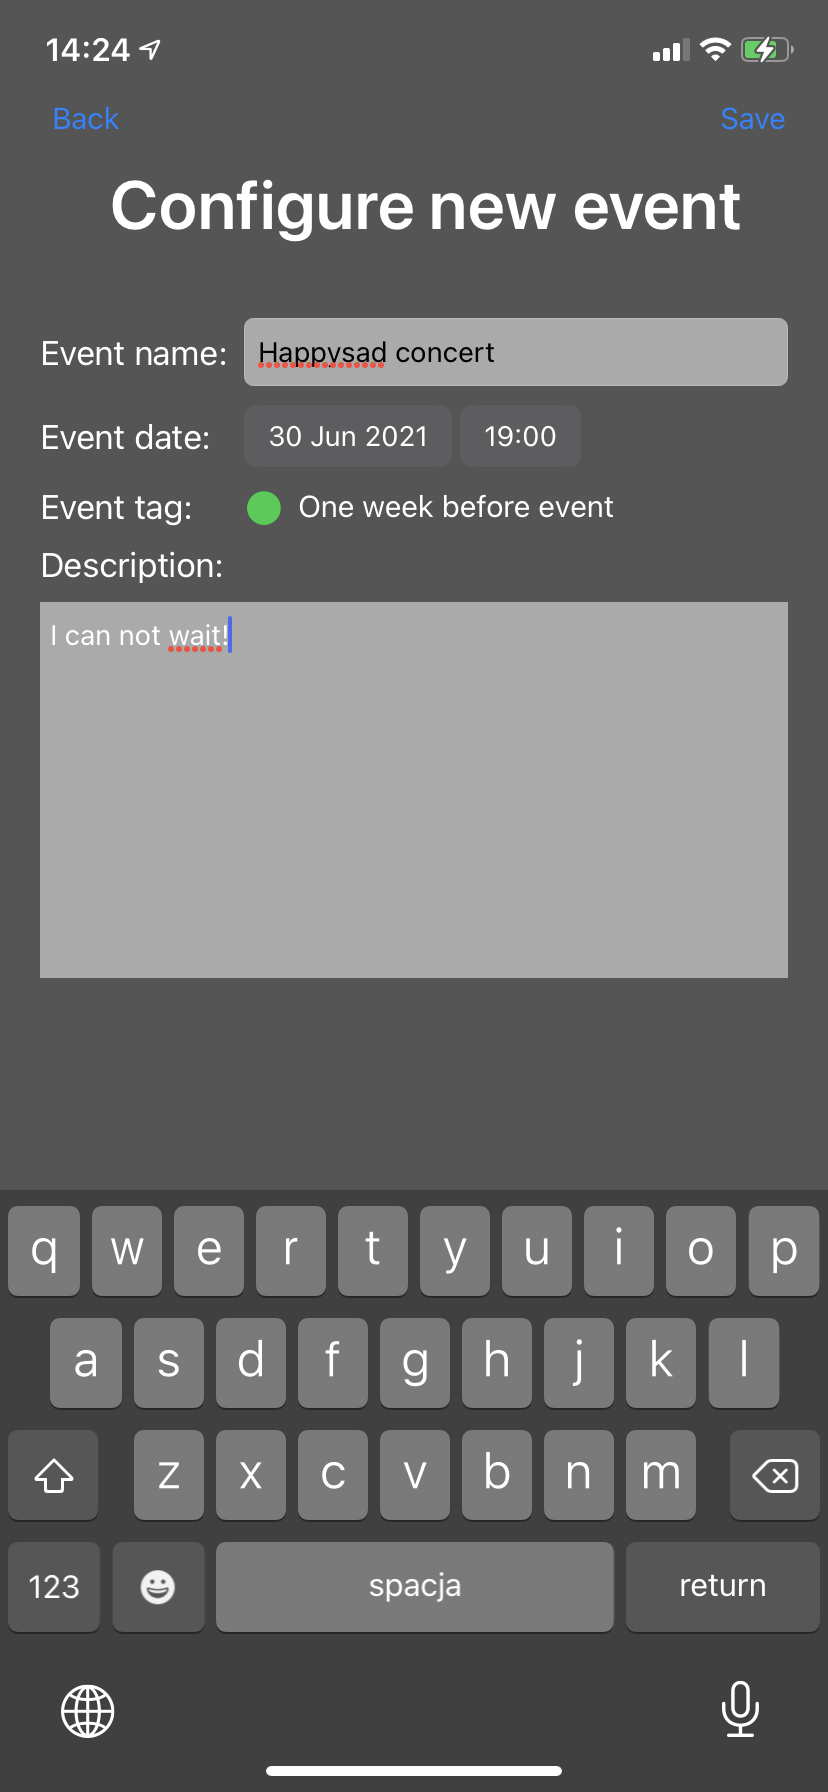 14:24
Back
Save
Configure new event
Event name: Happysad concert
Event date: 30 Jun 2021 19:00
Event tag: One week before event
Description:
I can not wait!
q w e r t y u i o p
a s d f g h j k l
z x c v b n m
123 spacja return